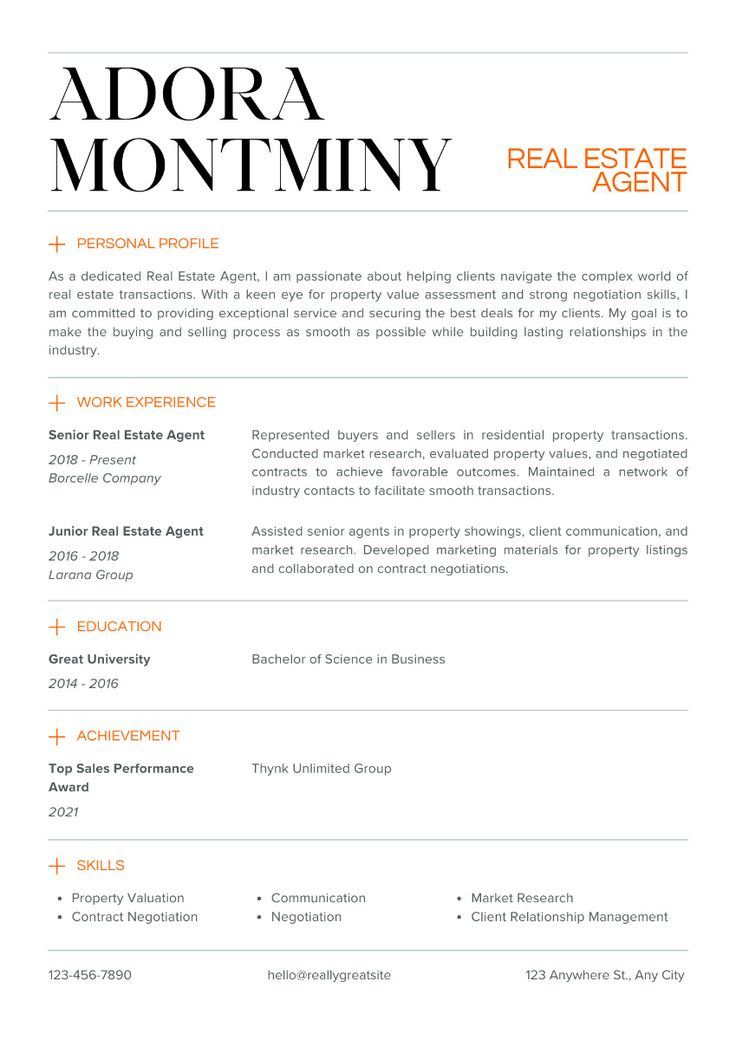 ADORA
MONTMINY
REAL ESTATE
AGENT
PERSONAL PROFILE
As a dedicated Real Estate Agent, I am passionate about helping clients navigate the complex world of
real estate transactions. With a keen eye for property value assessment and strong negotiation skills, I
am committed to providing exceptional service and securing the best deals for my clients. My goal is to
make the buying and selling process as smooth as possible while building lasting relationships in the
industry.
WORK EXPERIENCE
Senior Real Estate Agent
2018 - Present
Borcelle Company
Represented buyers and sellers in residential property transactions.
Conducted market research, evaluated property values, and negotiated
contracts to achieve favorable outcomes. Maintained a network of
industry contacts to facilitate smooth transactions.
Junior Real Estate Agent
2016 - 2018
Larana Group
Assisted senior agents in property showings, client communication, and
market research. Developed marketing materials for property listings
and collaborated on contract negotiations.
EDUCATION
Great University
2014 - 2016
Bachelor of Science in Business
ACHIEVEMENT
Top Sales Performance
Award
2021
Thynk Unlimited Group
SKILLS
• Property Valuation
• Contract Negotiation
• Communication
• Negotiation
• Market Research
• Client Relationship Management
123-456-7890
hello@reallygreatsite
123 Anywhere St., Any City